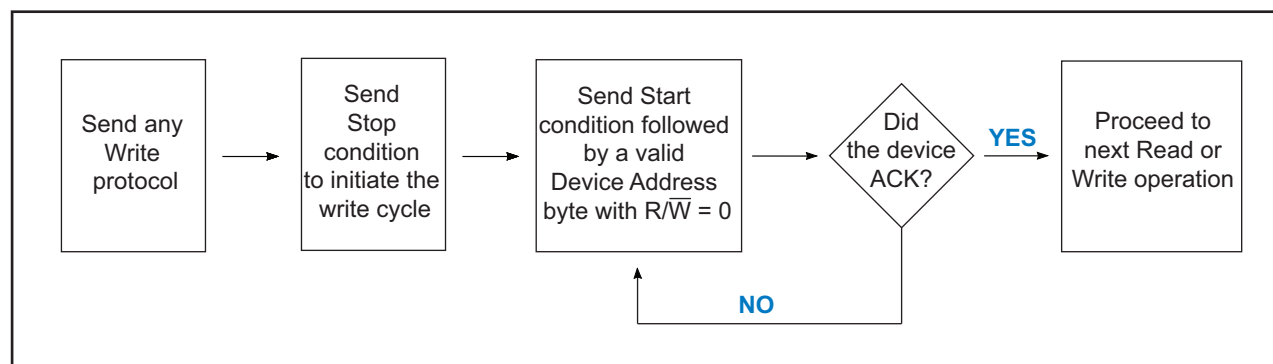 Send any
Write
protocol
Send
Stop
condition
to initiate the
write cycle
Send Start
condition followed
by a valid
Device Address
byte with R/W̅ = 0
Did
the device
ACK?
YES
Proceed to
next Read or
Write operation
NO